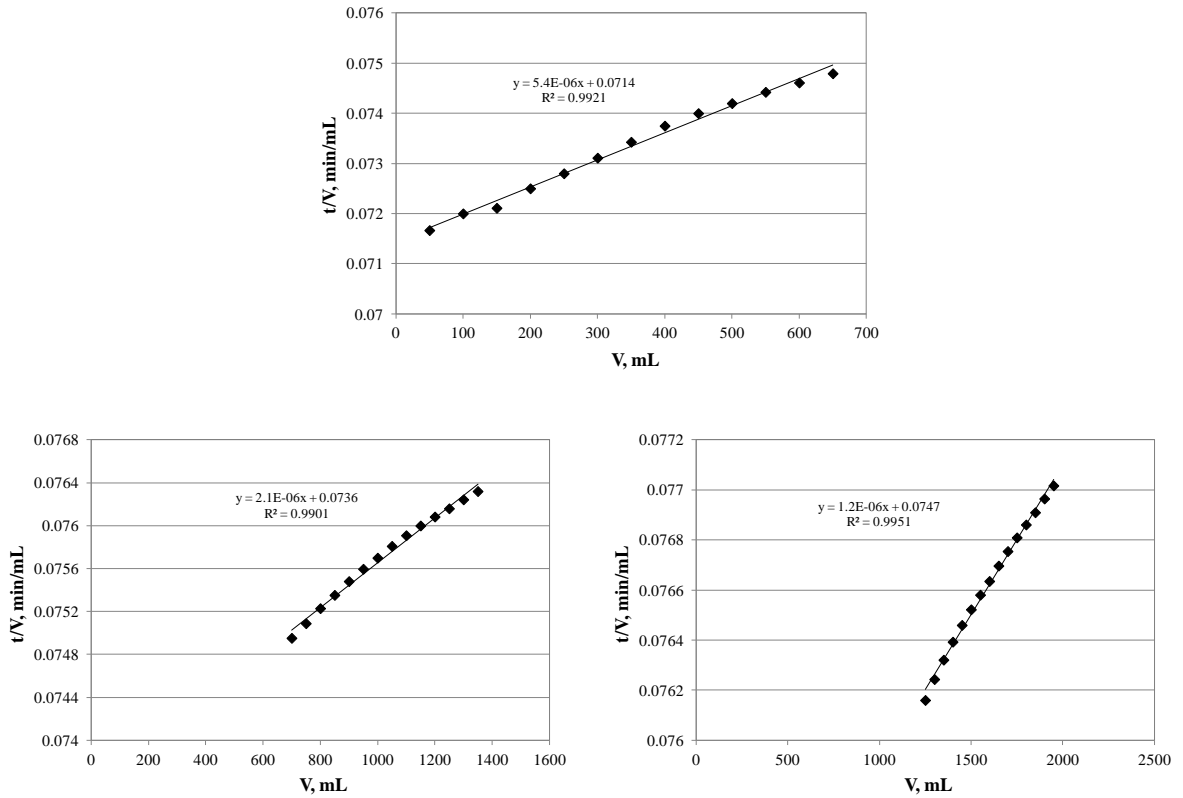 0.076
0.075
0.074
0.073
0.072
0.071
0.07
t/V, min/mL
y = 5.4E-06x + 0.0714
R² = 0.9921
0 100 200 300 400 500 600 700
V, mL
0.0768
0.0764
0.076
0.0756
0.0752
0.0748
0.0744
0.074
t/V, min/mL
y = 2.1E-06x + 0.0736
R² = 0.9901
0 200 400 600 800 1000 1200 1400 1600
V, mL
0.0772
0.077
0.0768
0.0766
0.0764
0.0762
0.076
t/V, min/mL
y = 1.2E-06x + 0.0747
R² = 0.9951
0 500 1000 1500 2000 2500
V, mL